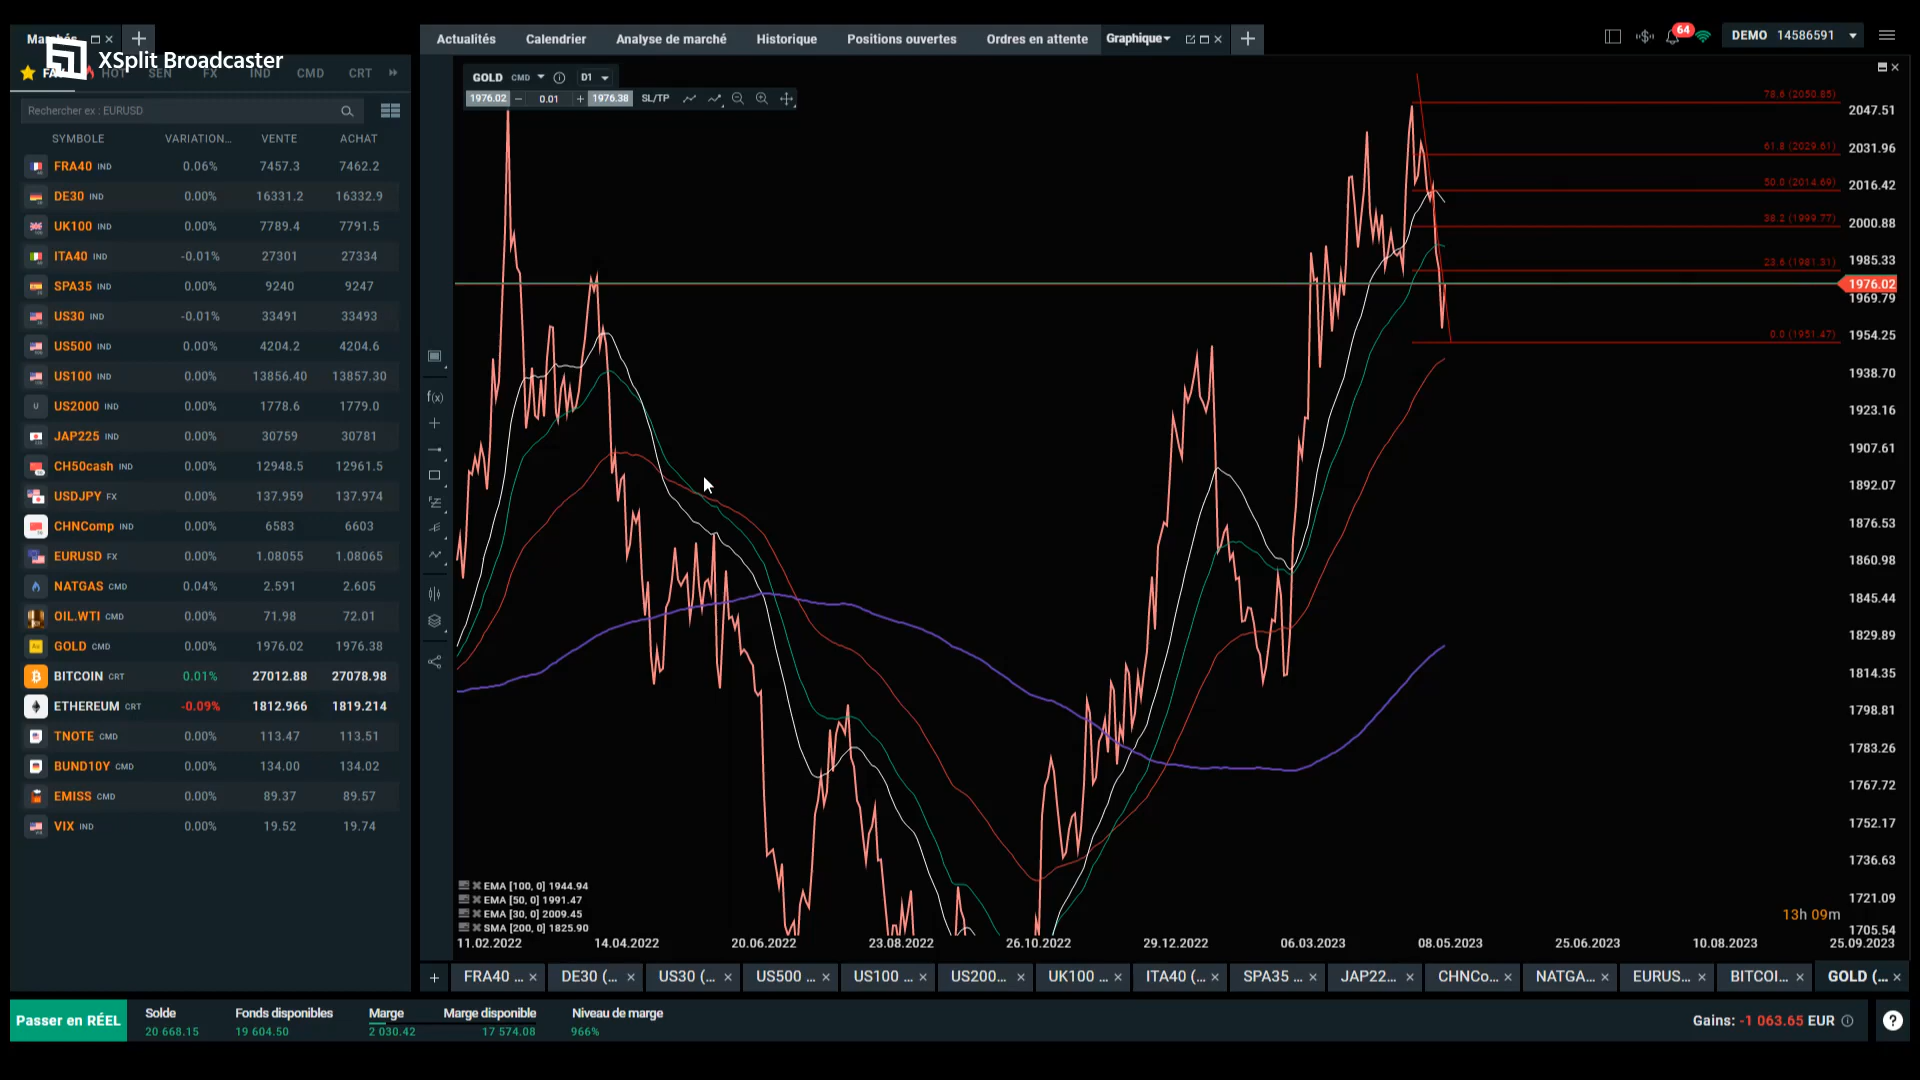 Marchés
XSplit Broadcaster
FAV HOT SEN FX IND CMD CRT
Rechercher ex : EURUSD
SYMBOLE VARIATION... VENTE ACHAT
FRA40 IND 0.06% 7457.3 7462.2
DE30 IND 0.00% 16331.2 16332.9
UK100 IND 0.00% 7789.4 7791.5
ITA40 IND -0.01% 27301 27334
SPA35 IND 0.00% 9240 9247
US30 IND -0.01% 33491 33493
US500 IND 0.00% 4204.2 4204.6
US100 IND 0.00% 13856.40 13857.30
US2000 IND 0.00% 1778.6 1779.0
JAP225 IND 0.00% 30759 30781
CH50cash IND 0.00% 12948.5 12961.5
USDJPY FX 0.00% 137.959 137.974
CHNComp IND 0.00% 6583 6603
EURUSD FX 0.00% 1.08055 1.08065
NATGAS CMD 0.04% 2.591 2.605
OIL.WTI CMD 0.00% 71.98 72.01
GOLD CMD 0.00% 1976.02 1976.38
BITCOIN CRT 0.01% 27012.88 27078.98
ETHEREUM CRT -0.09% 1812.966 1819.214
TNOTE CMD 0.00% 113.47 113.51
BUND10Y CMD 0.00% 134.00 134.02
EMISS CMD 0.00% 89.37 89.57
VIX IND 0.00% 19.52 19.74
Actualités Calendrier Analyse de marché Historique Positions ouvertes Ordres en attente Graphique
64 DEMO 14586591
GOLD CMD D1
1976.02 − 0.01 + 1976.38 SL/TP
78.6 (2050.85)
61.8 (2029.61)
50.0 (2014.69)
38.2 (1999.77)
23.6 (1981.31)
0.0 (1951.47)
2047.51
2031.96
2016.42
2000.88
1985.33
1976.02
1969.79
1954.25
1938.70
1923.16
1907.61
1892.07
1876.53
1860.98
1845.44
1829.89
1814.35
1798.81
1783.26
1767.72
1752.17
1736.63
1721.09
1705.54
f(x)
EMA [100, 0] 1944.94
EMA [50, 0] 1991.47
EMA [30, 0] 2009.45
SMA [200, 0] 1825.90
13h 09m
11.02.2022 14.04.2022 20.06.2022 23.08.2022 26.10.2022 29.12.2022 06.03.2023 08.05.2023 25.06.2023 10.08.2023 25.09.2023
FRA40 ... DE30 (... US30 (... US500 ... US100 ... US200... UK100 ... ITA40 (... SPA35 ... JAP22... CHNCo... NATGA... EURUS... BITCOI... GOLD (...
Passer en RÉEL
Solde Fonds disponibles Marge Marge disponible Niveau de marge
20 668.15 19 604.50 2 030.42 17 574.08 966%
Gains: -1 063.65 EUR